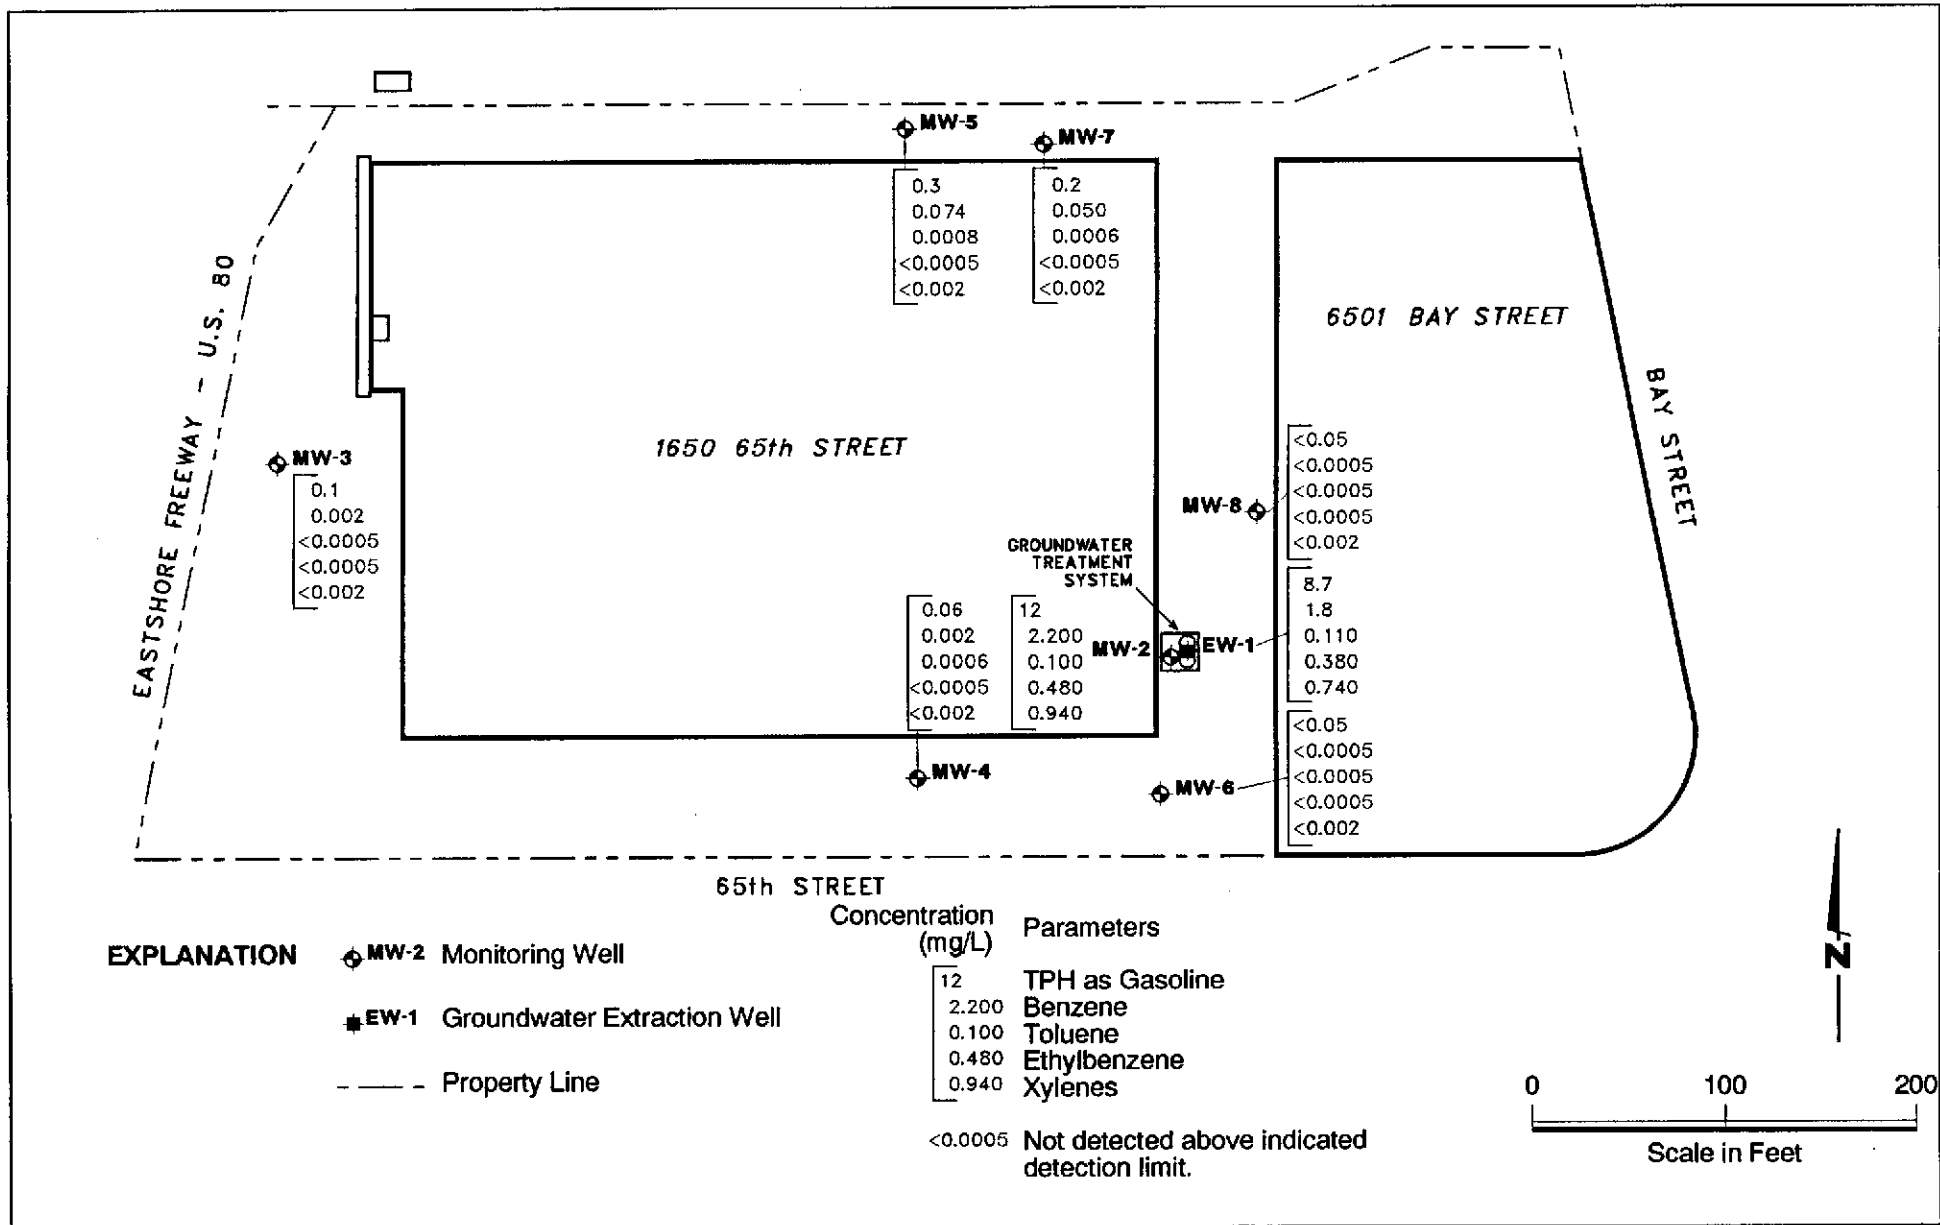 MW-5
MW-7
0.3
0.074
0.0008
<0.0005
<0.002
0.2
0.050
0.0006
<0.0005
<0.002
6501 BAY STREET
EASTSHORE FREEWAY - U.S. 80
BAY STREET
1650 65th STREET
MW-3
0.1
0.002
<0.0005
<0.0005
<0.002
MW-8
<0.05
<0.0005
<0.0005
<0.0005
<0.002
GROUNDWATER
TREATMENT
SYSTEM
0.06
0.002
0.0006
<0.0005
<0.002
12
2.200
0.100
0.480
0.940
MW-2
EW-1
8.7
1.8
0.110
0.380
0.740
MW-4
MW-6
<0.05
<0.0005
<0.0005
<0.0005
<0.002
65th STREET
EXPLANATION
MW-2 Monitoring Well
EW-1 Groundwater Extraction Well
Property Line
Concentration
(mg/L)
Parameters
12 TPH as Gasoline
2.200 Benzene
0.100 Toluene
0.480 Ethylbenzene
0.940 Xylenes
<0.0005 Not detected above indicated
detection limit.
N
0 100 200
Scale in Feet